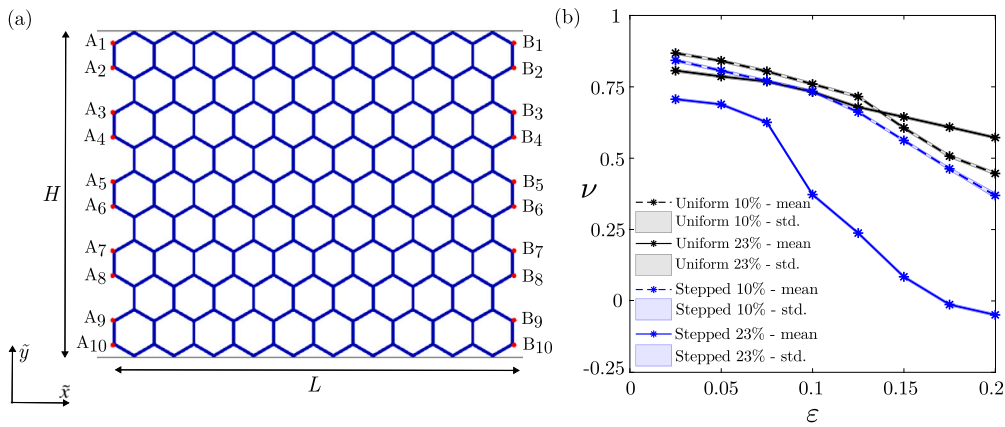 (a)
A1 B1
A2 B2
A3 B3
A4 B4
H
A5 B5
A6 B6
A7 B7
A8 B8
A9 B9
A10 B10
ỹ
x̃
L
(b)
1
0.75
0.5
ν
0.25
0
-0.25
Uniform 10% - mean
Uniform 10% - std.
Uniform 23% - mean
Uniform 23% - std.
Stepped 10% - mean
Stepped 10% - std.
Stepped 23% - mean
Stepped 23% - std.
0 0.05 0.1 0.15 0.2
ε